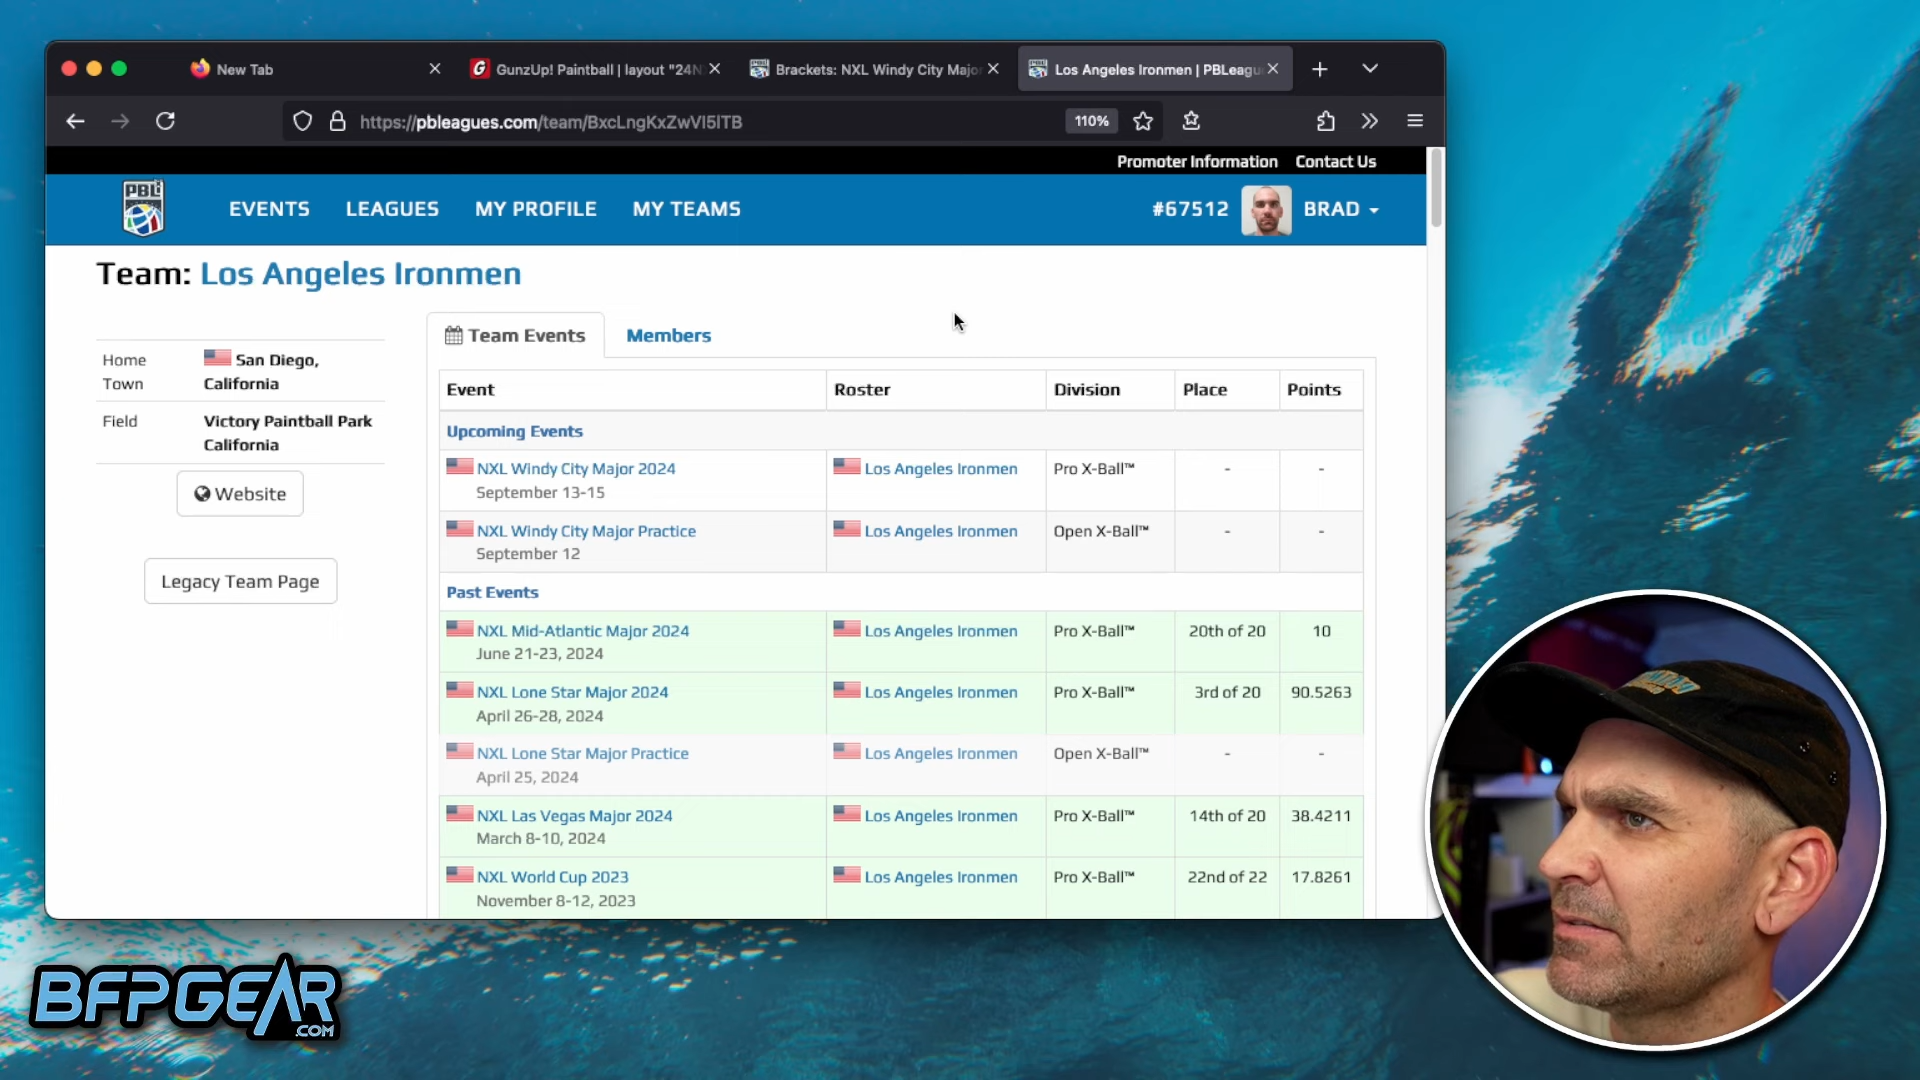 New Tab
GunzUp! Paintball | layout "24N
Brackets: NXL Windy City Majo
Los Angeles Ironmen | PBLeagu
https://pbleagues.com/team/BxcLngKxZwVl5lTB
110%
Promoter Information
Contact Us
PBL
EVENTS
LEAGUES
MY PROFILE
MY TEAMS
#67512
BRAD
Team: Los Angeles Ironmen
Home Town
San Diego, California
Field
Victory Paintball Park California
Website
Legacy Team Page
Team Events
Members
Event Roster Division Place Points
Upcoming Events
NXL Windy City Major 2024 Los Angeles Ironmen Pro X-Ball™ - -
September 13-15
NXL Windy City Major Practice Los Angeles Ironmen Open X-Ball™ - -
September 12
Past Events
NXL Mid-Atlantic Major 2024 Los Angeles Ironmen Pro X-Ball™ 20th of 20 10
June 21-23, 2024
NXL Lone Star Major 2024 Los Angeles Ironmen Pro X-Ball™ 3rd of 20 90.5263
April 26-28, 2024
NXL Lone Star Major Practice Los Angeles Ironmen Open X-Ball™ - -
April 25, 2024
NXL Las Vegas Major 2024 Los Angeles Ironmen Pro X-Ball™ 14th of 20 38.4211
March 8-10, 2024
NXL World Cup 2023 Los Angeles Ironmen Pro X-Ball™ 22nd of 22 17.8261
November 8-12, 2023
BFPGEAR
.COM